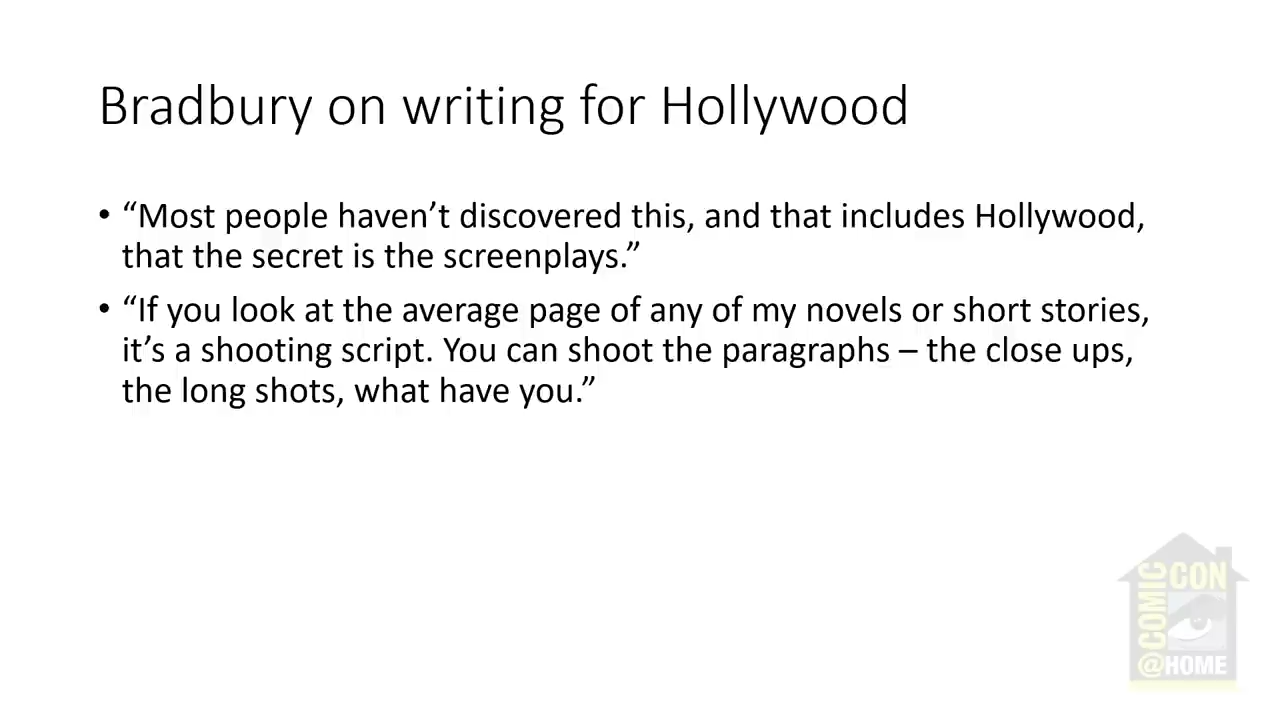 Bradbury on writing for Hollywood
• “Most people haven’t discovered this, and that includes Hollywood,
that the secret is the screenplays.”
• “If you look at the average page of any of my novels or short stories,
it’s a shooting script. You can shoot the paragraphs – the close ups,
the long shots, what have you.”
COMIC
CON
@HOME